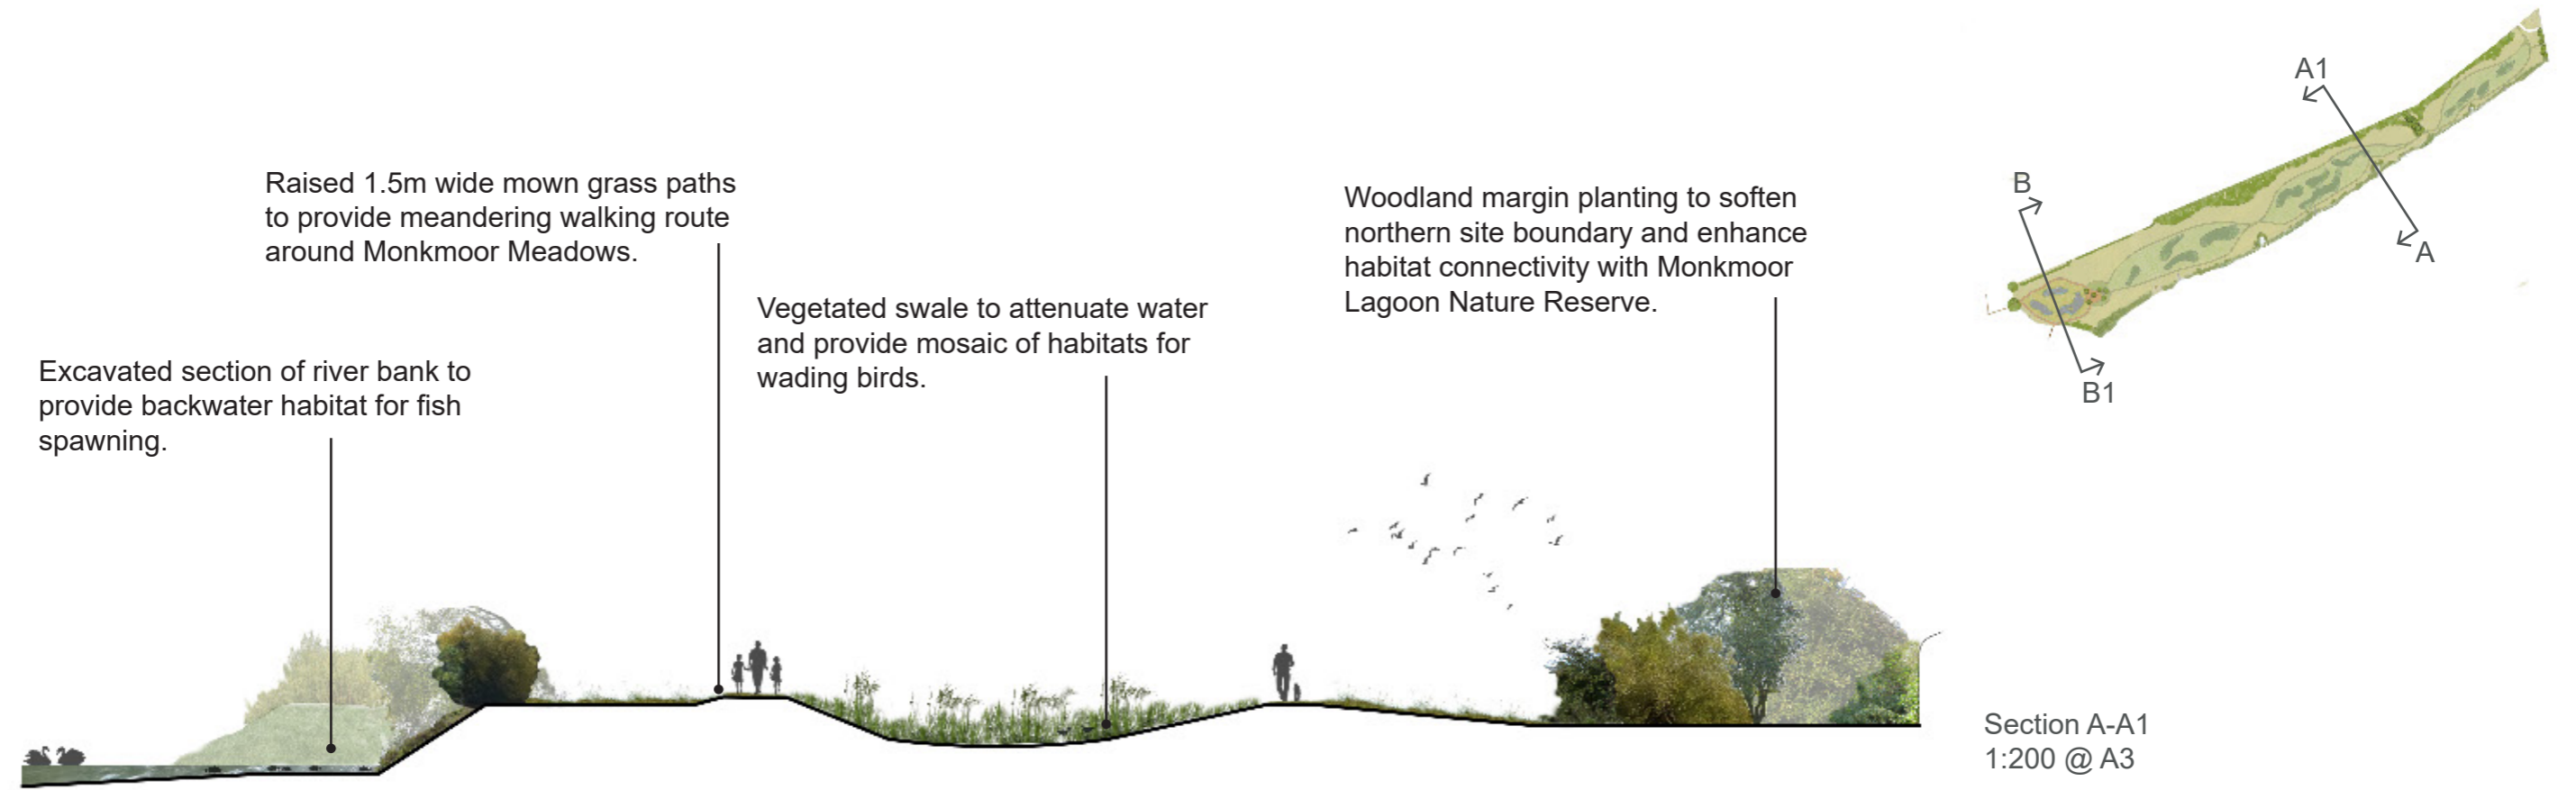 Raised 1.5m wide mown grass paths
to provide meandering walking route
around Monkmoor Meadows.
Excavated section of river bank to
provide backwater habitat for fish
spawning.
Vegetated swale to attenuate water
and provide mosaic of habitats for
wading birds.
Woodland margin planting to soften
northern site boundary and enhance
habitat connectivity with Monkmoor
Lagoon Nature Reserve.
A1
B
A
B1
Section A-A1
1:200 @ A3